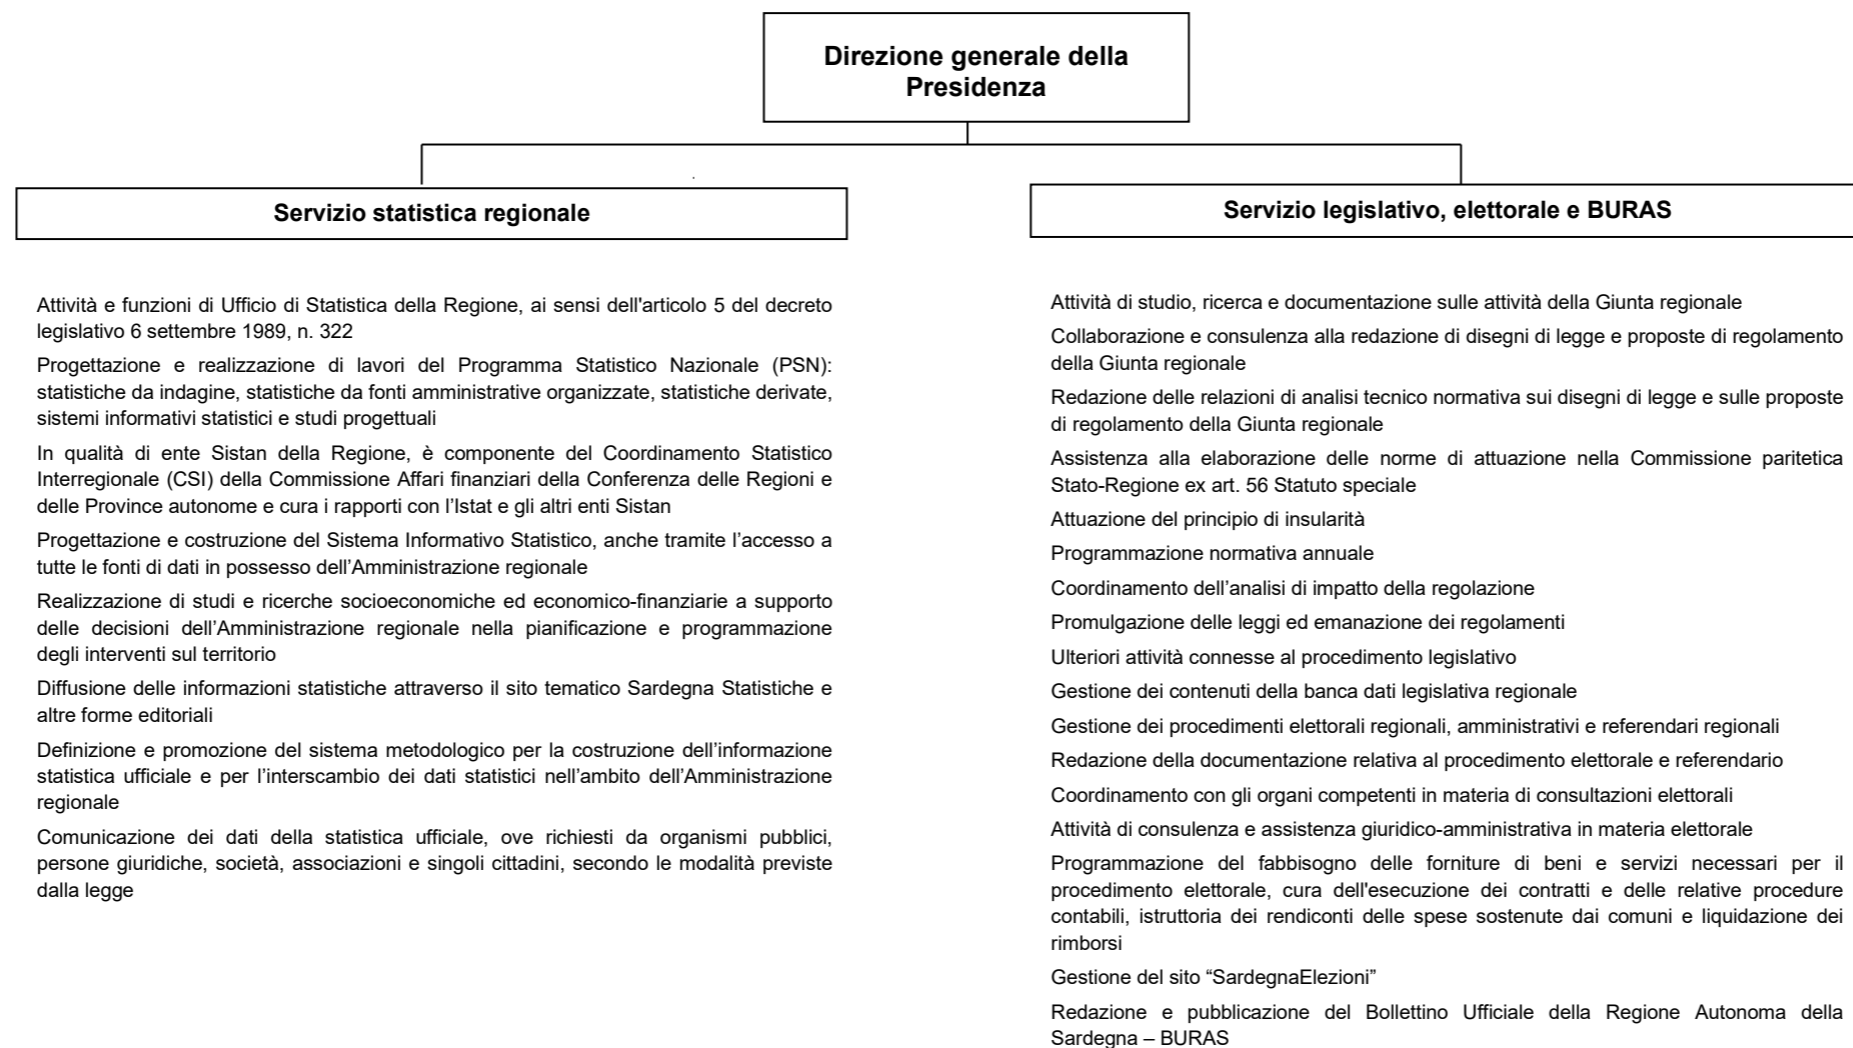 Direzione generale della
Presidenza
Servizio statistica regionale
Attività e funzioni di Ufficio di Statistica della Regione, ai sensi dell'articolo 5 del decreto
legislativo 6 settembre 1989, n. 322
Progettazione e realizzazione di lavori del Programma Statistico Nazionale (PSN):
statistiche da indagine, statistiche da fonti amministrative organizzate, statistiche derivate,
sistemi informativi statistici e studi progettuali
In qualità di ente Sistan della Regione, è componente del Coordinamento Statistico
Interregionale (CSI) della Commissione Affari finanziari della Conferenza delle Regioni e
delle Province autonome e cura i rapporti con l’Istat e gli altri enti Sistan
Progettazione e costruzione del Sistema Informativo Statistico, anche tramite l’accesso a
tutte le fonti di dati in possesso dell’Amministrazione regionale
Realizzazione di studi e ricerche socioeconomiche ed economico-finanziarie a supporto
delle decisioni dell’Amministrazione regionale nella pianificazione e programmazione
degli interventi sul territorio
Diffusione delle informazioni statistiche attraverso il sito tematico Sardegna Statistiche e
altre forme editoriali
Definizione e promozione del sistema metodologico per la costruzione dell’informazione
statistica ufficiale e per l’interscambio dei dati statistici nell’ambito dell’Amministrazione
regionale
Comunicazione dei dati della statistica ufficiale, ove richiesti da organismi pubblici,
persone giuridiche, società, associazioni e singoli cittadini, secondo le modalità previste
dalla legge
Servizio legislativo, elettorale e BURAS
Attività di studio, ricerca e documentazione sulle attività della Giunta regionale
Collaborazione e consulenza alla redazione di disegni di legge e proposte di regolamento
della Giunta regionale
Redazione delle relazioni di analisi tecnico normativa sui disegni di legge e sulle proposte
di regolamento della Giunta regionale
Assistenza alla elaborazione delle norme di attuazione nella Commissione paritetica
Stato-Regione ex art. 56 Statuto speciale
Attuazione del principio di insularità
Programmazione normativa annuale
Coordinamento dell’analisi di impatto della regolazione
Promulgazione delle leggi ed emanazione dei regolamenti
Ulteriori attività connesse al procedimento legislativo
Gestione dei contenuti della banca dati legislativa regionale
Gestione dei procedimenti elettorali regionali, amministrativi e referendari regionali
Redazione della documentazione relativa al procedimento elettorale e referendario
Coordinamento con gli organi competenti in materia di consultazioni elettorali
Attività di consulenza e assistenza giuridico-amministrativa in materia elettorale
Programmazione del fabbisogno delle forniture di beni e servizi necessari per il
procedimento elettorale, cura dell'esecuzione dei contratti e delle relative procedure
contabili, istruttoria dei rendiconti delle spese sostenute dai comuni e liquidazione dei
rimborsi
Gestione del sito “SardegnaElezioni”
Redazione e pubblicazione del Bollettino Ufficiale della Regione Autonoma della
Sardegna – BURAS